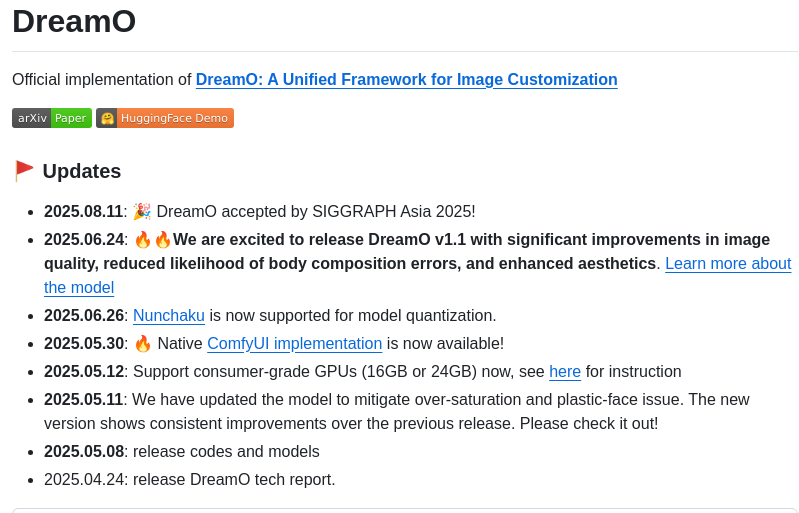 DreamO
Official implementation of DreamO: A Unified Framework for Image Customization
arXiv Paper 🤗 HuggingFace Demo
🚩 Updates
• 2025.08.11: 🎉 DreamO accepted by SIGGRAPH Asia 2025!
• 2025.06.24: 🔥🔥We are excited to release DreamO v1.1 with significant improvements in image
quality, reduced likelihood of body composition errors, and enhanced aesthetics. Learn more about
the model
• 2025.06.26: Nunchaku is now supported for model quantization.
• 2025.05.30: 🔥 Native ComfyUI implementation is now available!
• 2025.05.12: Support consumer-grade GPUs (16GB or 24GB) now, see here for instruction
• 2025.05.11: We have updated the model to mitigate over-saturation and plastic-face issue. The new
version shows consistent improvements over the previous release. Please check it out!
• 2025.05.08: release codes and models
• 2025.04.24: release DreamO tech report.